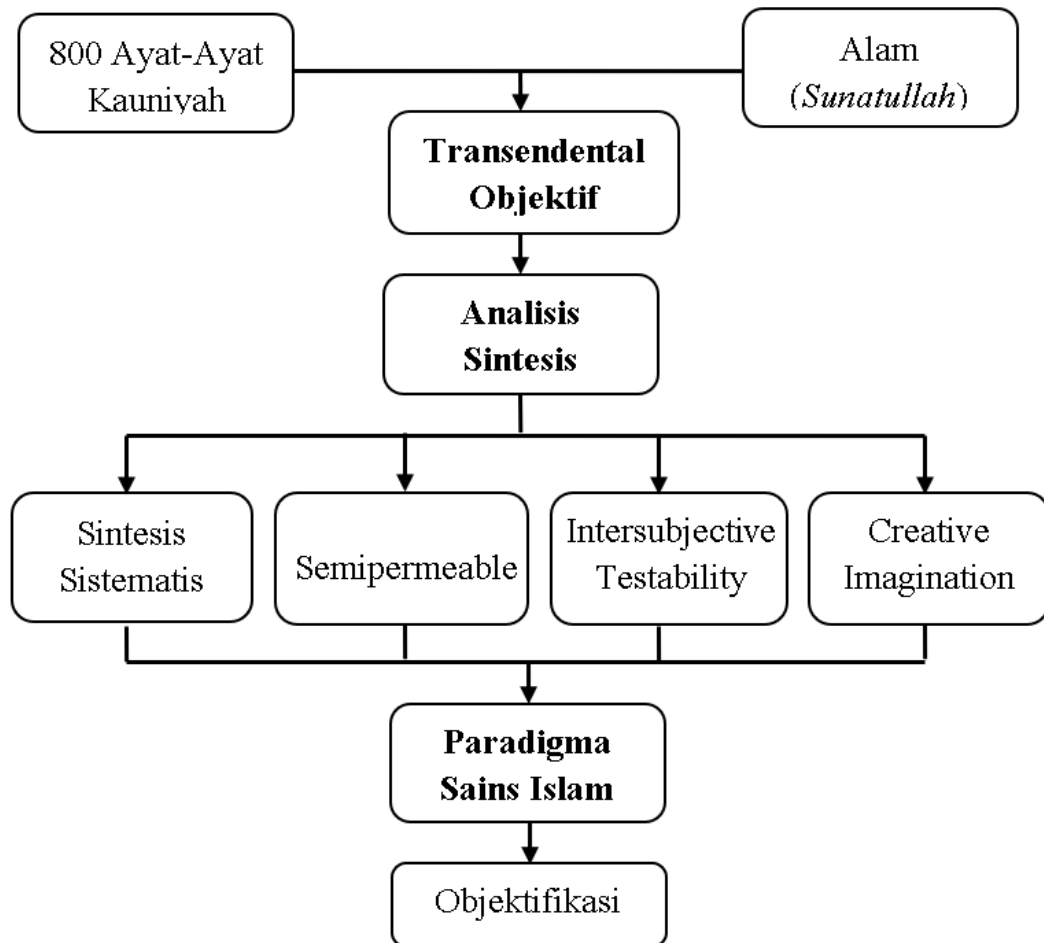 800 Ayat-Ayat
Kauniyah
Alam
(Sunatullah)
Transendental
Objektif
Analisis
Sintesis
Sintesis
Sistematis
Semipermeable
Intersubjective
Testability
Creative
Imagination
Paradigma
Sains Islam
Objektifikasi